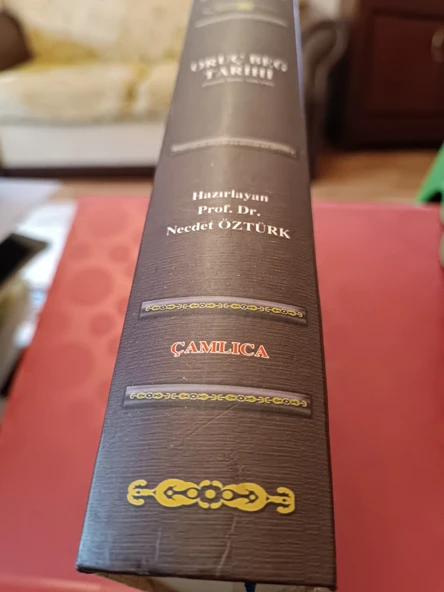 ORUÇ BEĞ
TARİHİ
Hazırlayan
Prof. Dr.
Necdet ÖZTÜRK
ÇAMLICA